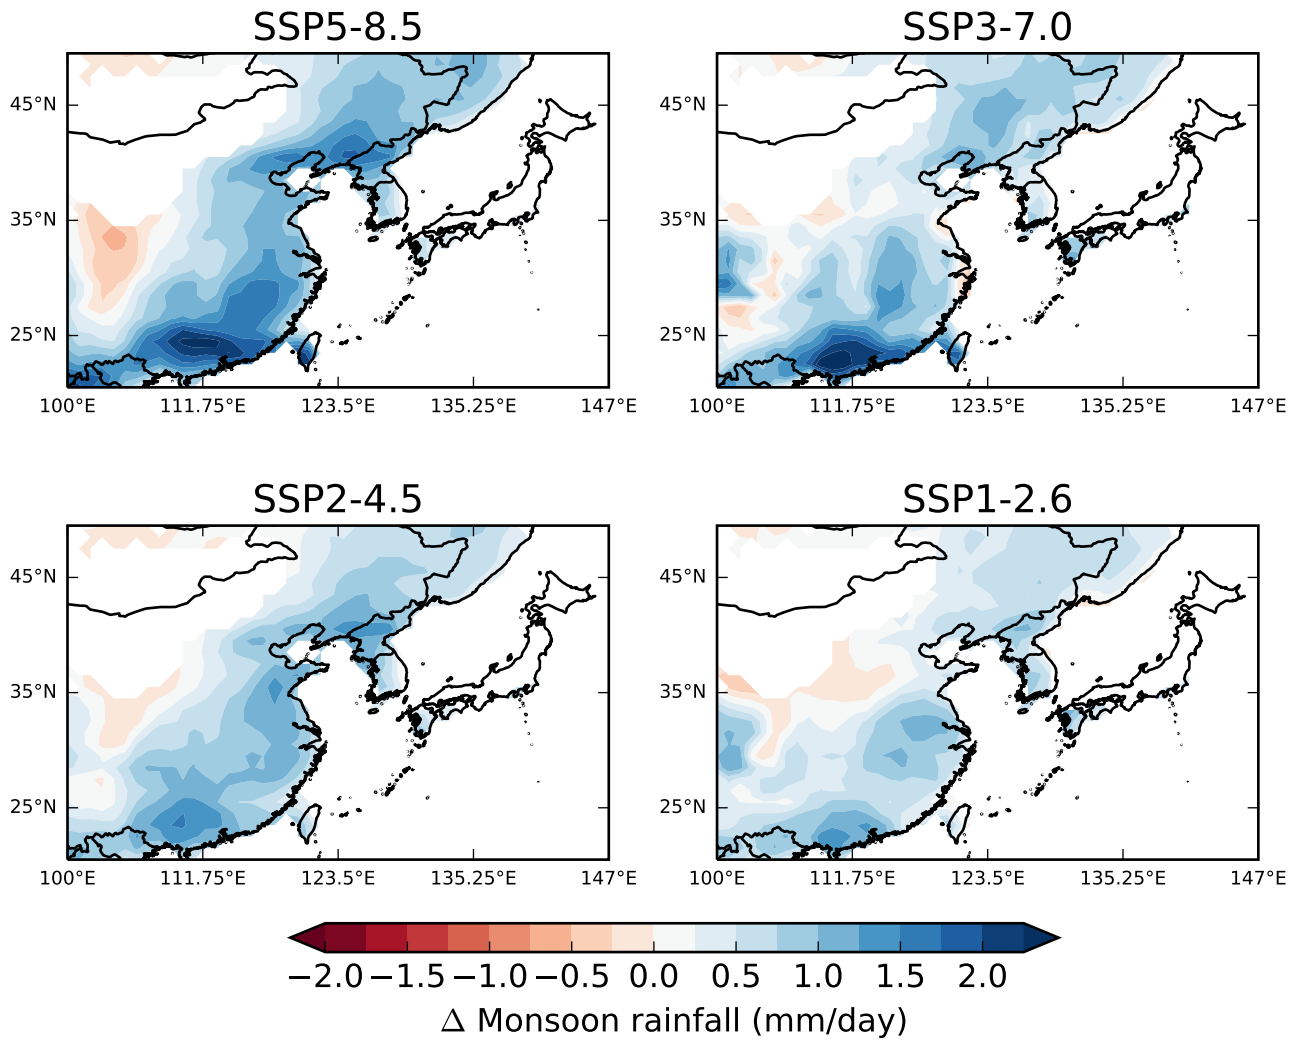 SSP5-8.5 SSP3-7.0
45°N 45°N
35°N 35°N
25°N 25°N
100°E 111.75°E 123.5°E 135.25°E 147°E 100°E 111.75°E 123.5°E 135.25°E 147°E
SSP2-4.5 SSP1-2.6
45°N 45°N
35°N 35°N
25°N 25°N
100°E 111.75°E 123.5°E 135.25°E 147°E 100°E 111.75°E 123.5°E 135.25°E 147°E
−2.0 −1.5 −1.0 −0.5 0.0 0.5 1.0 1.5 2.0
Δ Monsoon rainfall (mm/day)